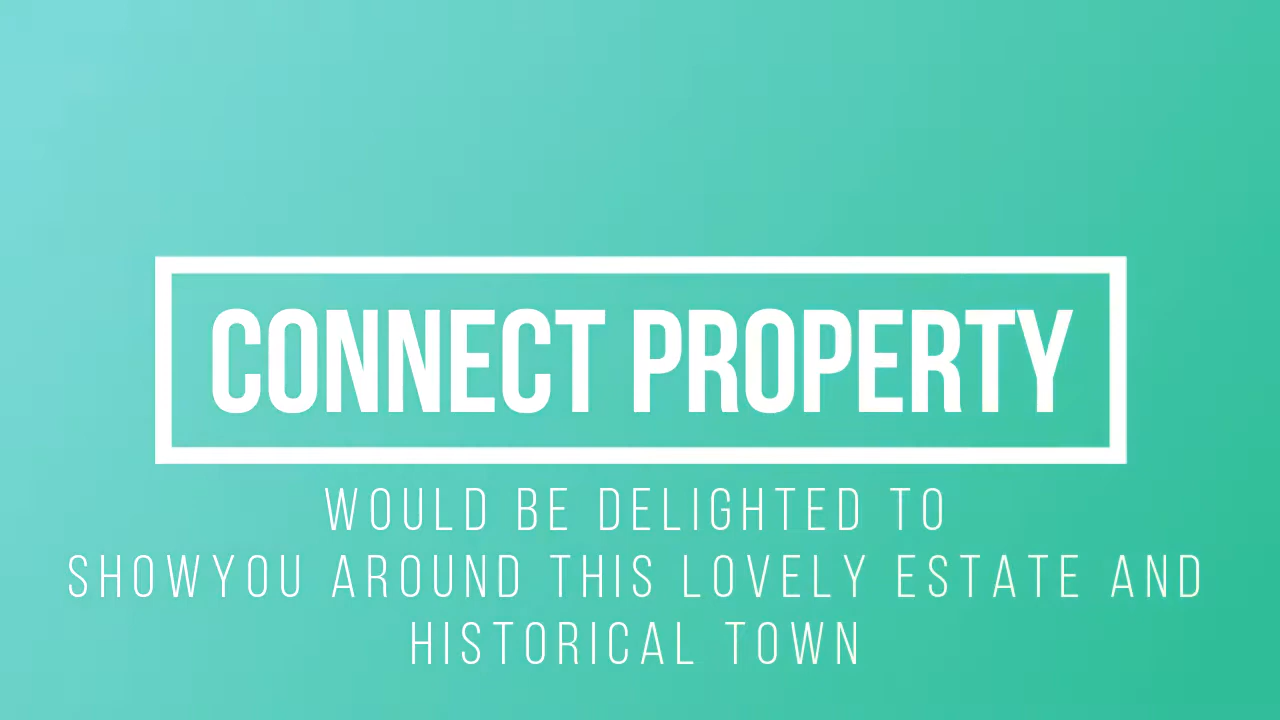 CONNECT PROPERTY
WOULD BE DELIGHTED TO
SHOWYOU AROUND THIS LOVELY ESTATE AND
HISTORICAL TOWN